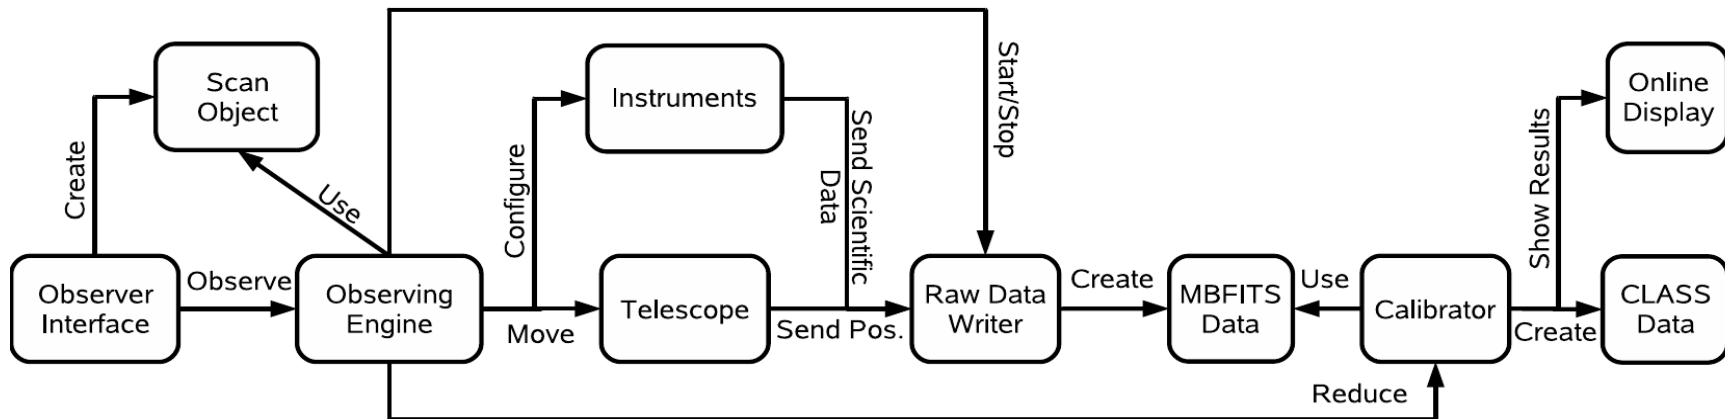 Scan
Object
Create
Use
Observer
Interface
Observe
Observing
Engine
Configure
Move
Instruments
Telescope
Send Scientific
Data
Send Pos.
Start/Stop
Raw Data
Writer
Create
MBFITS
Data
Use
Calibrator
Reduce
Show Results
Create
Online
Display
CLASS
Data